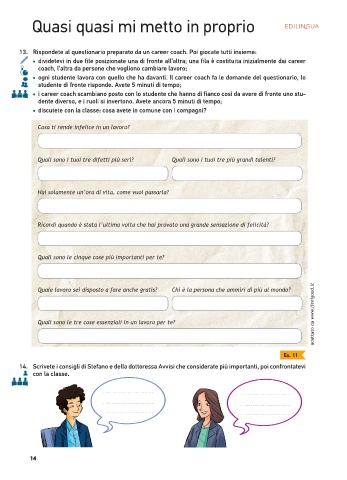 Quasi quasi mi metto in proprio
EDILINGUA
13. Rispondete al questionario preparato da un career coach. Poi giocate tutti insieme:
• dividetevi in due file posizionate una di fronte all'altra; una fila è costituita inizialmente dai career
coach, l'altra da persone che vogliono cambiare lavoro;
• ogni studente lavora con quello che ha davanti. Il career coach fa le domande del questionario, lo
studente di fronte risponde. Avete 5 minuti di tempo;
• i career coach scambiano posto con lo studente che hanno di fianco così da avere di fronte uno stu-
dente diverso, e i ruoli si invertono. Avete ancora 5 minuti di tempo;
• discutete con la classe: cosa avete in comune con i compagni?
Cosa ti rende infelice in un lavoro?
Quali sono i tuoi tre difetti più seri?
Quali sono i tuoi tre più grandi talenti?
Hai solamente un'ora di vita, come vuoi passarla?
Ricordi quando è stata l'ultima volta che hai provato una grande sensazione di felicità?
Quali sono le cinque cose più importanti per te?
Quale lavoro sei disposto a fare anche gratis?
Chi è la persona che ammiri di più al mondo?
Quali sono le tre cose essenziali in un lavoro per te?
Es. 11
14. Scrivete i consigli di Stefano e della dottoressa Avvisi che considerate più importanti, poi confrontatevi
con la classe.
14